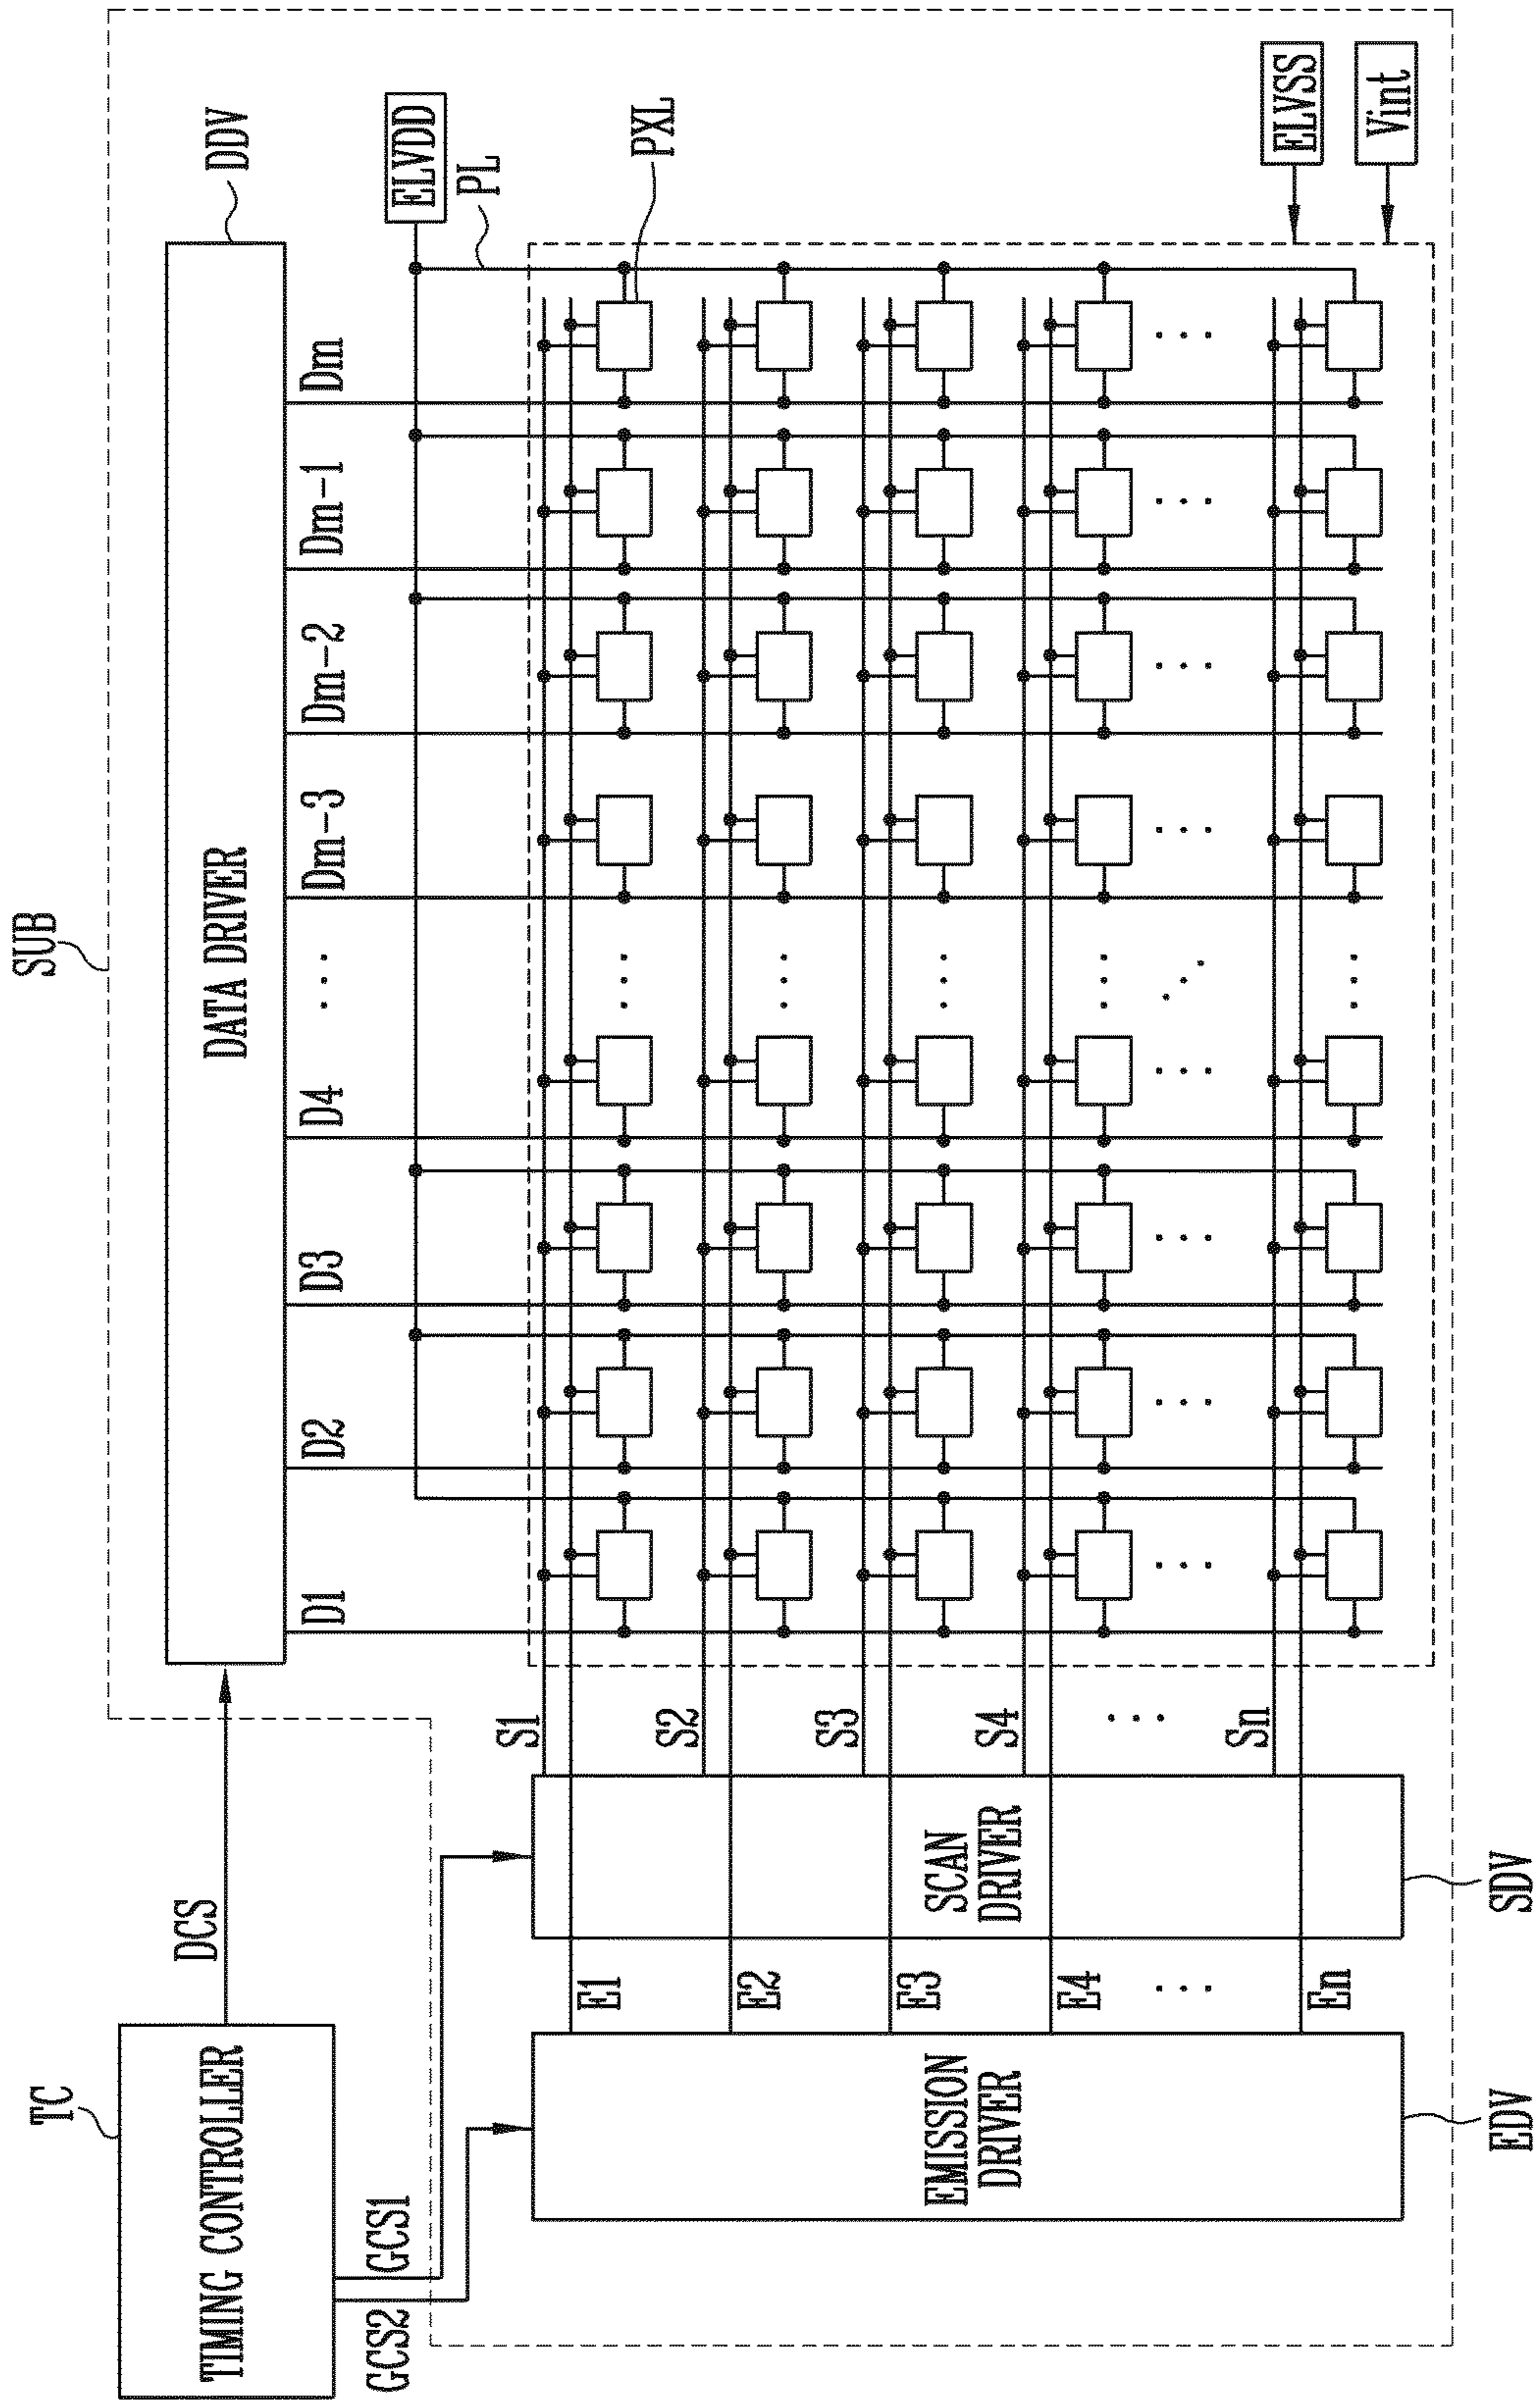 SUB
TC
TIMING CONTROLLER
DCS
DATA DRIVER
DDV
GCS2
GCS1
D1
D2
D3
D4
...
Dm-3
Dm-2
Dm-1
Dm
ELVDD
PL
PXL
S1
S2
S3
S4
...
Sn
E1
E2
E3
E4
...
En
EMISSION
DRIVER
SCAN
DRIVER
ELVSS
Vint
EDV
SDV